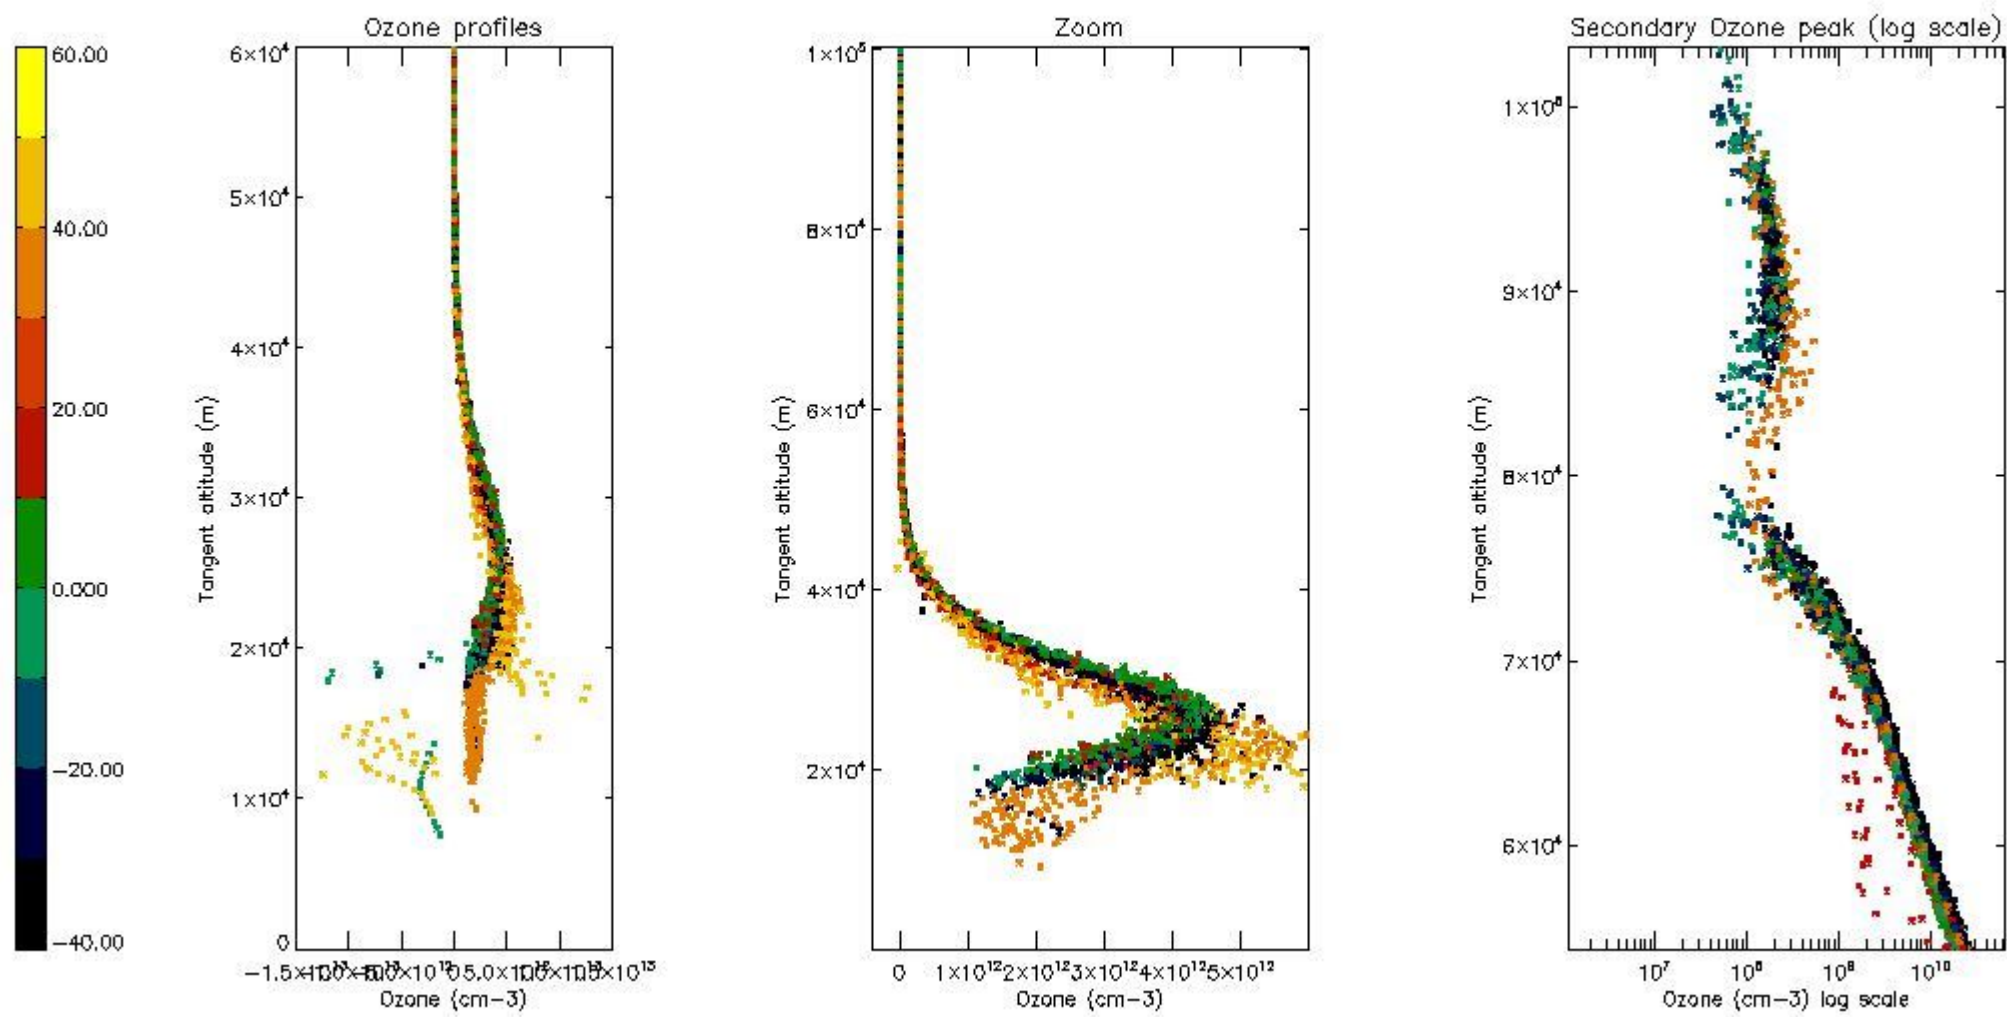 Ozone profiles
Zoom
Secondary Ozone peak (log scale)
60.00
40.00
20.00
0.000
−20.00
−40.00
6×10⁴
5×10⁴
4×10⁴
3×10⁴
2×10⁴
1×10⁴
0
Tangent altitude (m)
Ozone (cm−3)
1×10⁵
8×10⁴
6×10⁴
4×10⁴
2×10⁴
Tangent altitude (m)
0 1×10¹² 2×10¹² 3×10¹² 4×10¹² 5×10¹²
Ozone (cm−3)
9×10⁴
8×10⁴
7×10⁴
6×10⁴
Tangent altitude (m)
10⁷ 10⁸ 10⁹ 10¹⁰
Ozone (cm−3) log scale